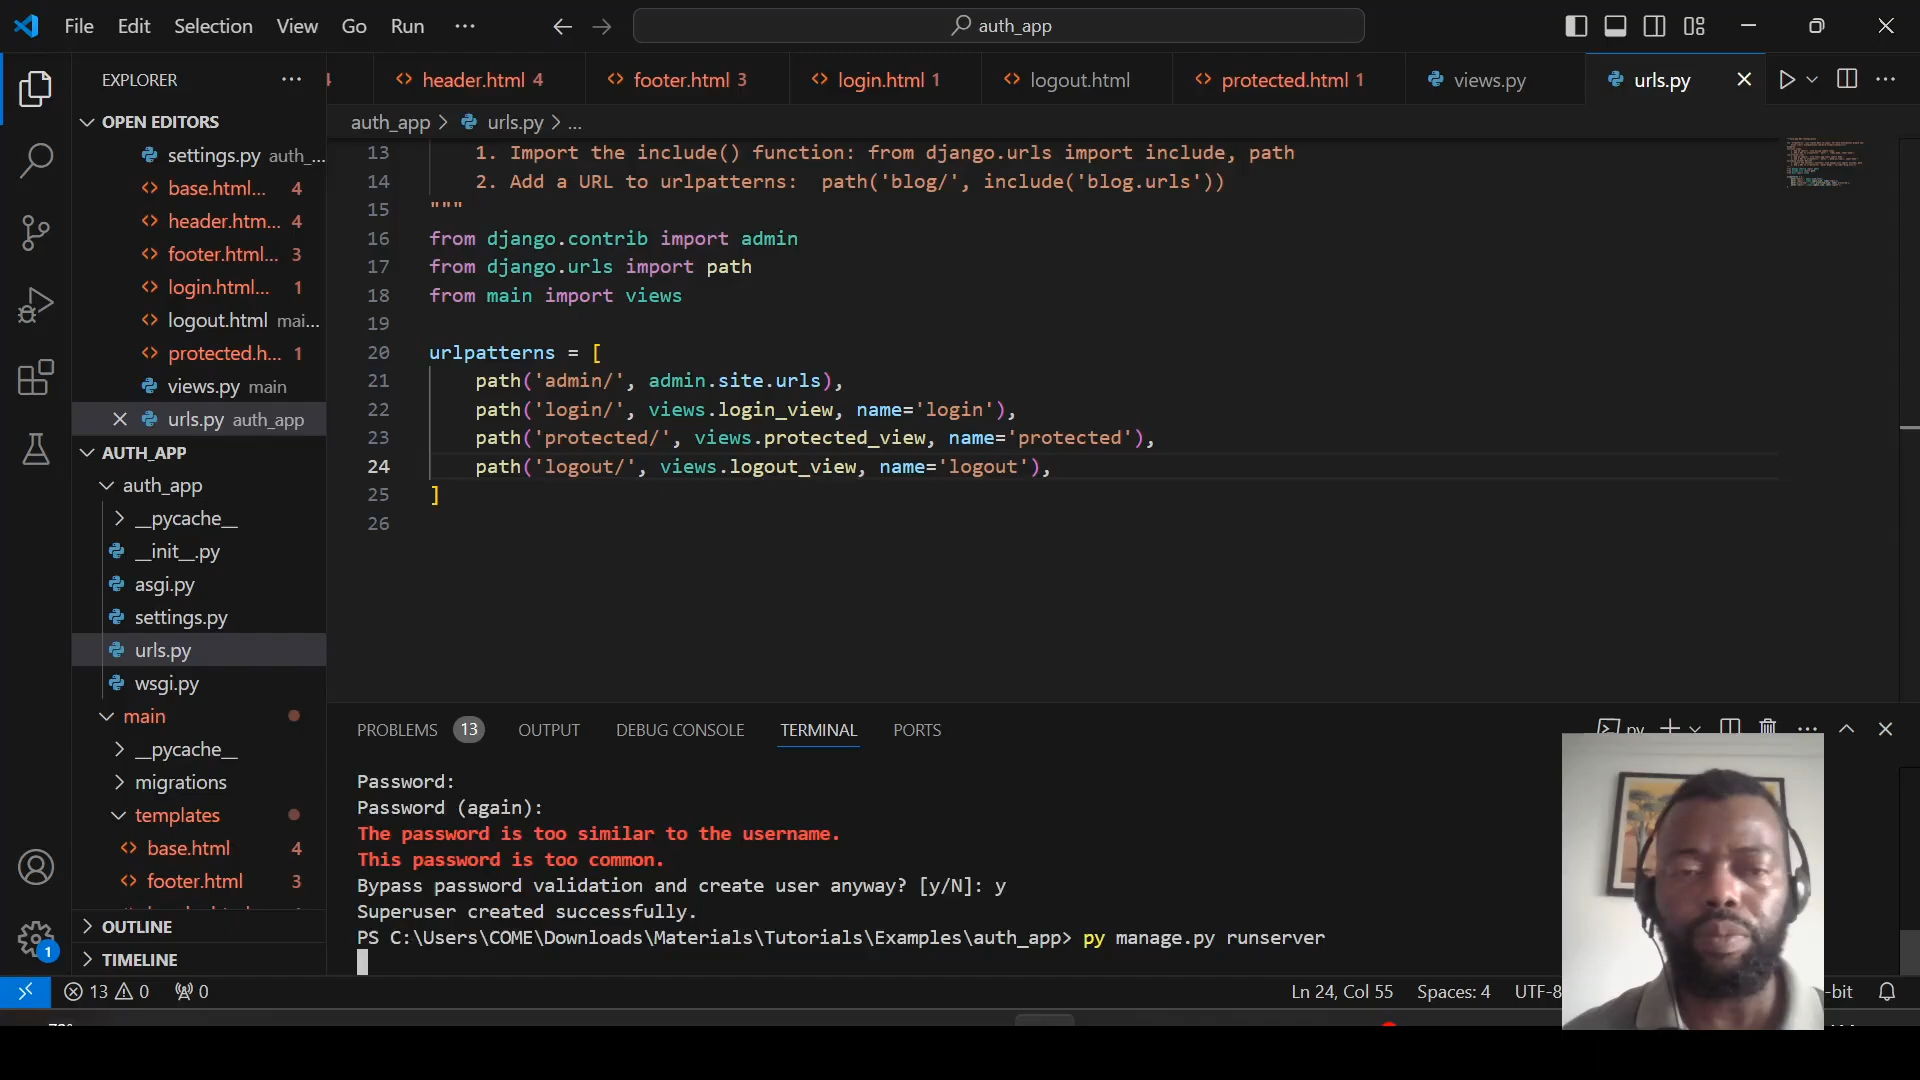 File Edit Selection View Go Run ···
auth_app
EXPLORER
header.html 4
footer.html 3
login.html 1
logout.html
protected.html 1
views.py
urls.py
OPEN EDITORS
settings.py auth_...
base.html... 4
header.htm... 4
footer.html... 3
login.html... 1
logout.html mai...
protected.h... 1
views.py main
urls.py auth_app
AUTH_APP
auth_app
__pycache__
__init__.py
asgi.py
settings.py
urls.py
wsgi.py
main
__pycache__
migrations
templates
base.html 4
footer.html 3
OUTLINE
TIMELINE
auth_app > urls.py > ...
13 1. Import the include() function: from django.urls import include, path
14 2. Add a URL to urlpatterns: path('blog/', include('blog.urls'))
15 """
16 from django.contrib import admin
17 from django.urls import path
18 from main import views
19
20 urlpatterns = [
21 path('admin/', admin.site.urls),
22 path('login/', views.login_view, name='login'),
23 path('protected/', views.protected_view, name='protected'),
24 path('logout/', views.logout_view, name='logout'),
25 ]
26
PROBLEMS 13 OUTPUT DEBUG CONSOLE TERMINAL PORTS
py
Password:
Password (again):
The password is too similar to the username.
This password is too common.
Bypass password validation and create user anyway? [y/N]: y
Superuser created successfully.
PS C:\Users\COME\Downloads\Materials\Tutorials\Examples\auth_app> py manage.py runserver
1
13 0 0
Ln 24, Col 55 Spaces: 4 UTF-8 -bit